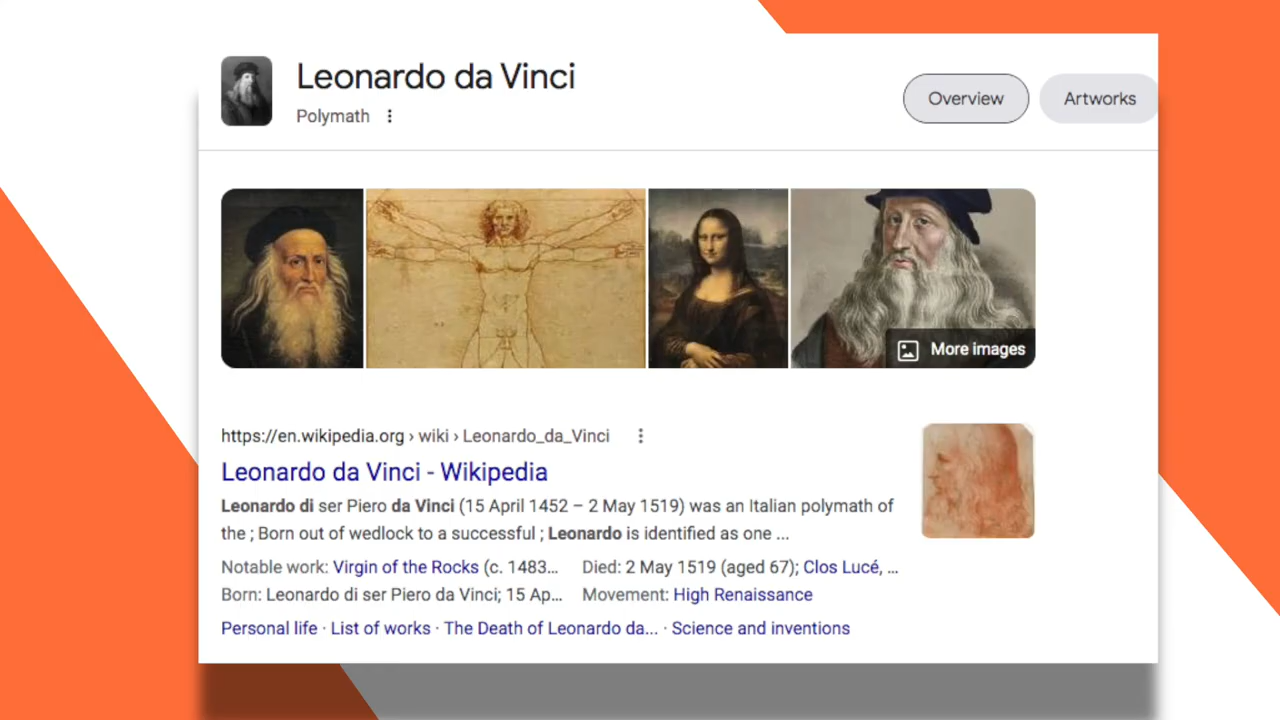 Leonardo da Vinci
Polymath
Overview
Artworks
More images
https://en.wikipedia.org › wiki › Leonardo_da_Vinci
Leonardo da Vinci - Wikipedia
Leonardo di ser Piero da Vinci (15 April 1452 – 2 May 1519) was an Italian polymath of
the ; Born out of wedlock to a successful ; Leonardo is identified as one ...
Notable work: Virgin of the Rocks (c. 1483... Died: 2 May 1519 (aged 67); Clos Lucé, ...
Born: Leonardo di ser Piero da Vinci; 15 Ap... Movement: High Renaissance
Personal life · List of works · The Death of Leonardo da... · Science and inventions